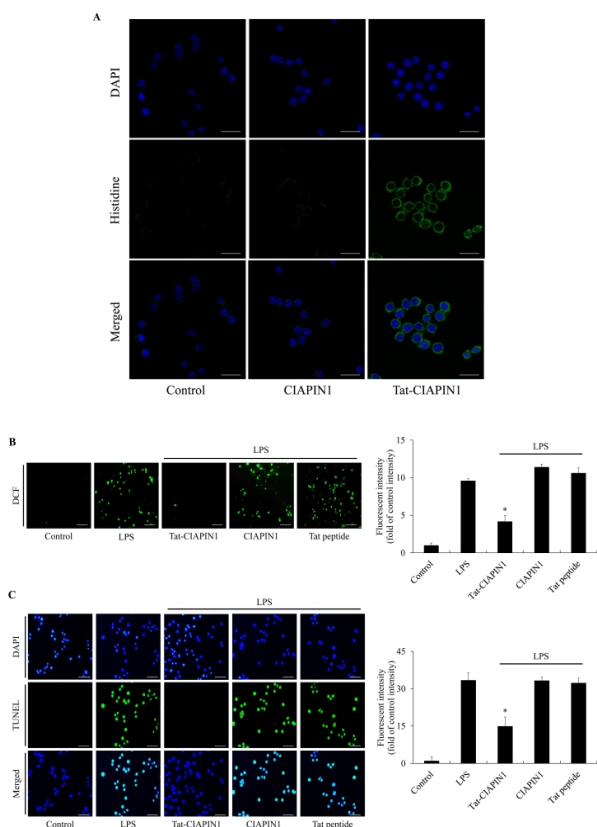 A
DAPI
Histidine
Merged
Control CIAPIN1 Tat-CIAPIN1
B
LPS
DCF
Control LPS Tat-CIAPIN1 CIAPIN1 Tat peptide
Fluorescent intensity
(fold of control intensity)
15
10
5
0
LPS
*
Control LPS Tat-CIAPIN1 CIAPIN1 Tat peptide
C
LPS
DAPI
TUNEL
Merged
Control LPS Tat-CIAPIN1 CIAPIN1 Tat peptide
Fluorescent intensity
(fold of control intensity)
45
30
15
0
LPS
*
Control LPS Tat-CIAPIN1 CIAPIN1 Tat peptide